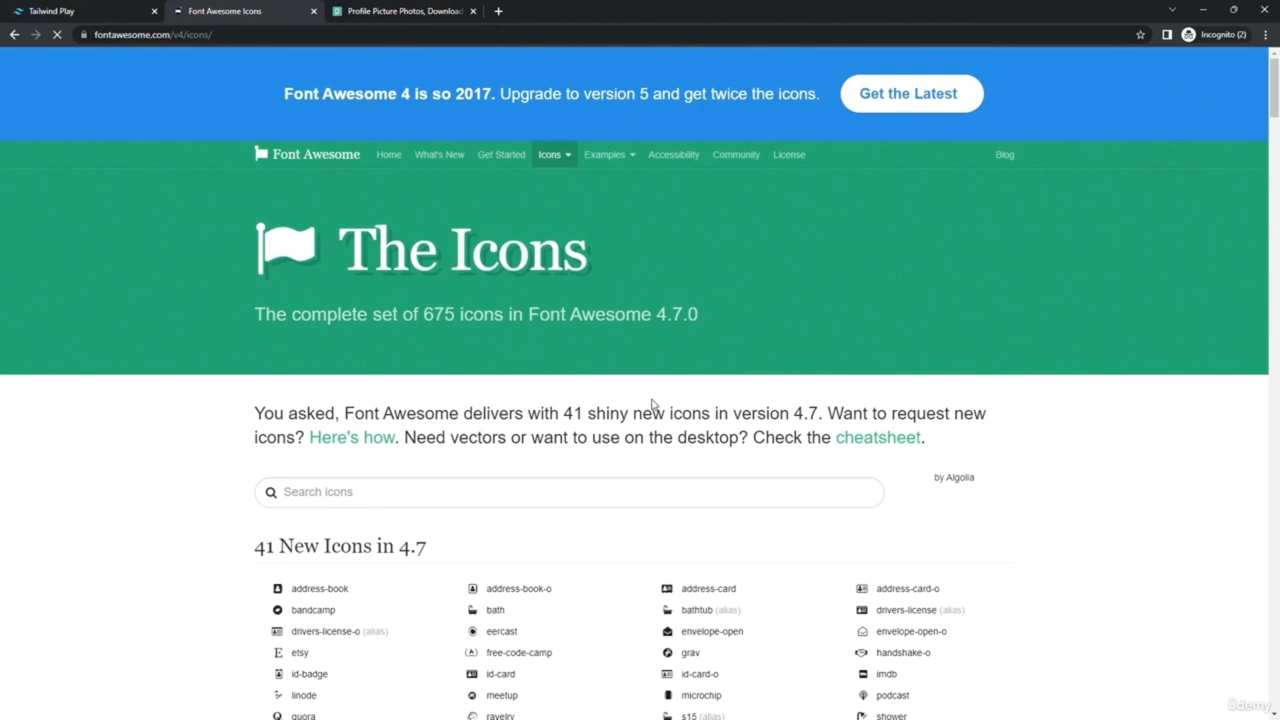 Tailwind Play
Font Awesome Icons
Profile Picture Photos, Download
fontawesome.com/v4/icons/
Incognito (2)
Font Awesome 4 is so 2017. Upgrade to version 5 and get twice the icons.
Get the Latest
Font Awesome Home What's New Get Started Icons Examples Accessibility Community License Blog
The Icons
The complete set of 675 icons in Font Awesome 4.7.0
You asked, Font Awesome delivers with 41 shiny new icons in version 4.7. Want to request new
icons? Here's how. Need vectors or want to use on the desktop? Check the cheatsheet.
by Algolia
Search icons
41 New Icons in 4.7
address-book address-book-o address-card address-card-o
bandcamp bath bathtub (alias) drivers-license (alias)
drivers-license-o (alias) eercast envelope-open envelope-open-o
etsy free-code-camp grav handshake-o
id-badge id-card id-card-o imdb
linode meetup microchip podcast
quora ravelry s15 (alias) shower
ûdemy